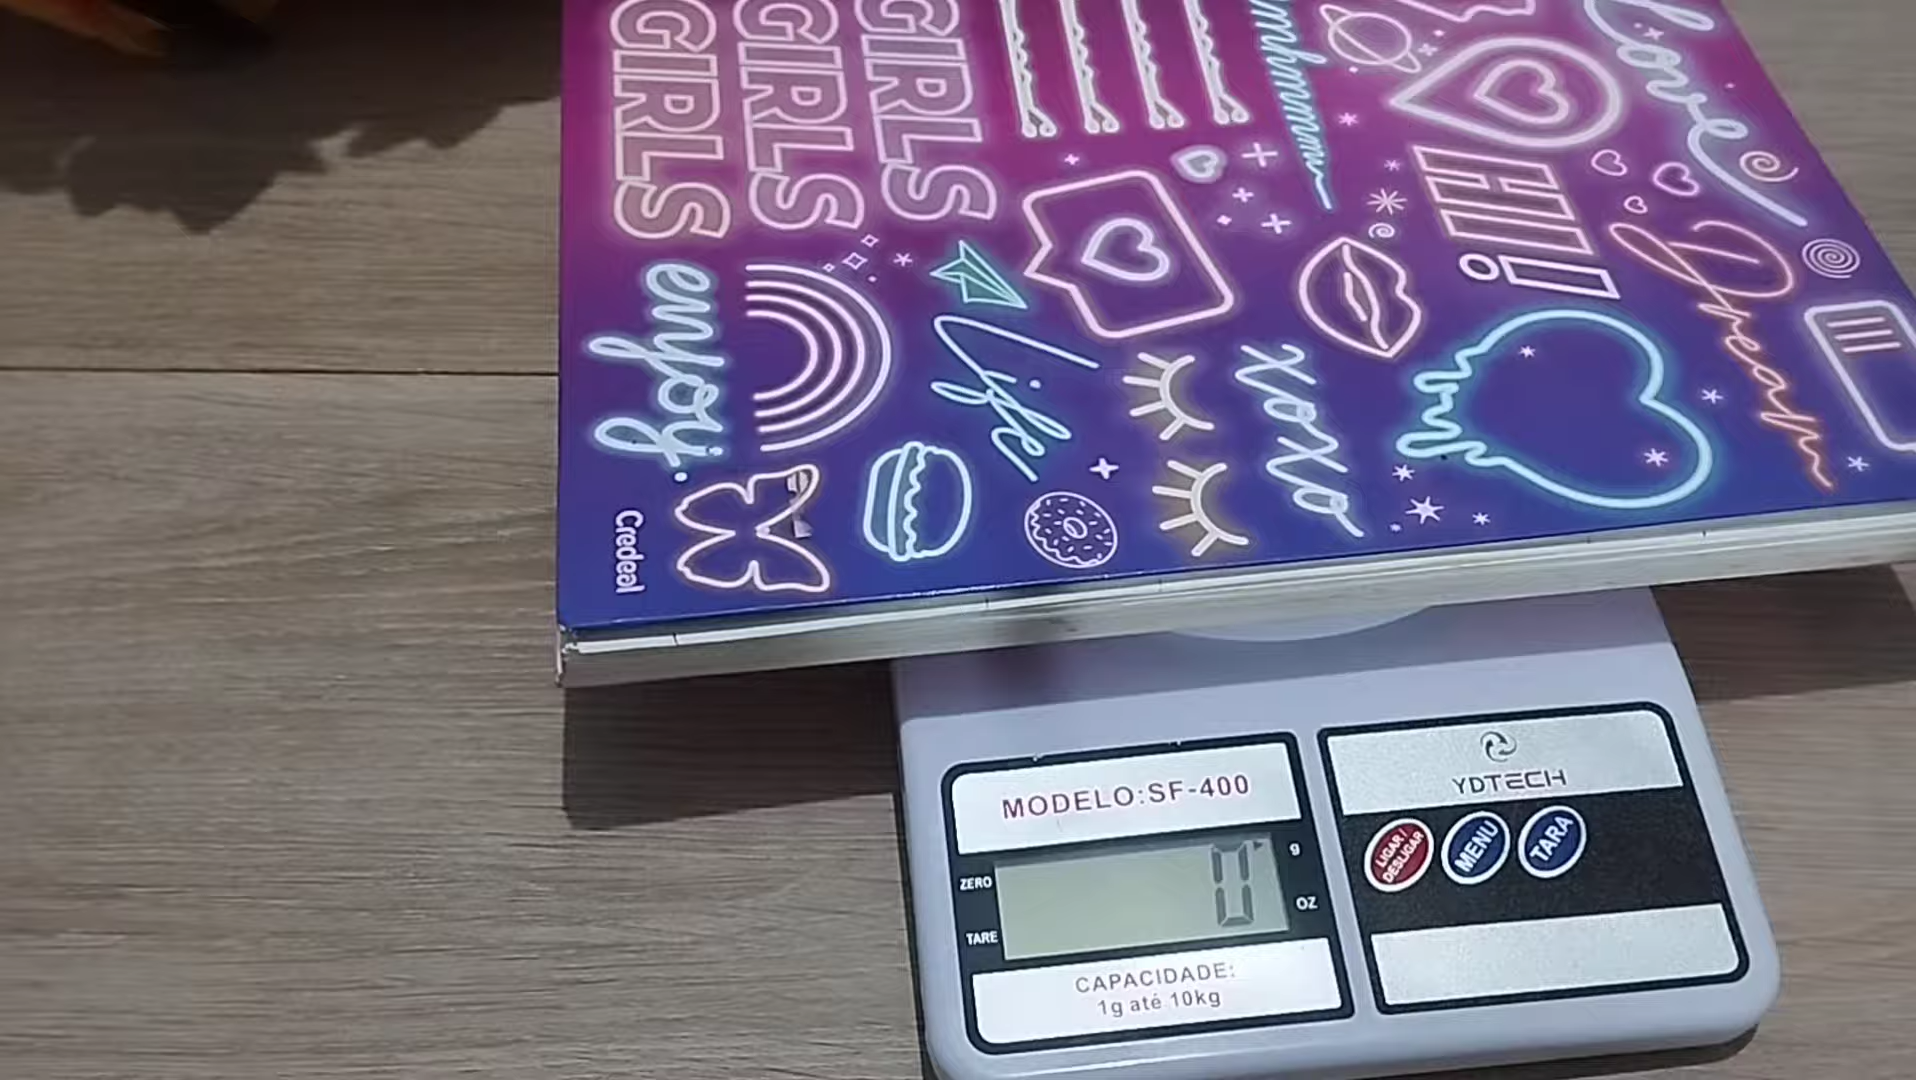 GIRLS
GIRLS
GIRLS
enjoy.
Life
xoxo
HI!
Love
Dream
Credeal
MODELO:SF-400
ZERO
TARE
0
g
OZ
CAPACIDADE:
1g até 10kg
YDTECH
LIGAR /
DESLIGAR
MENU
TARA